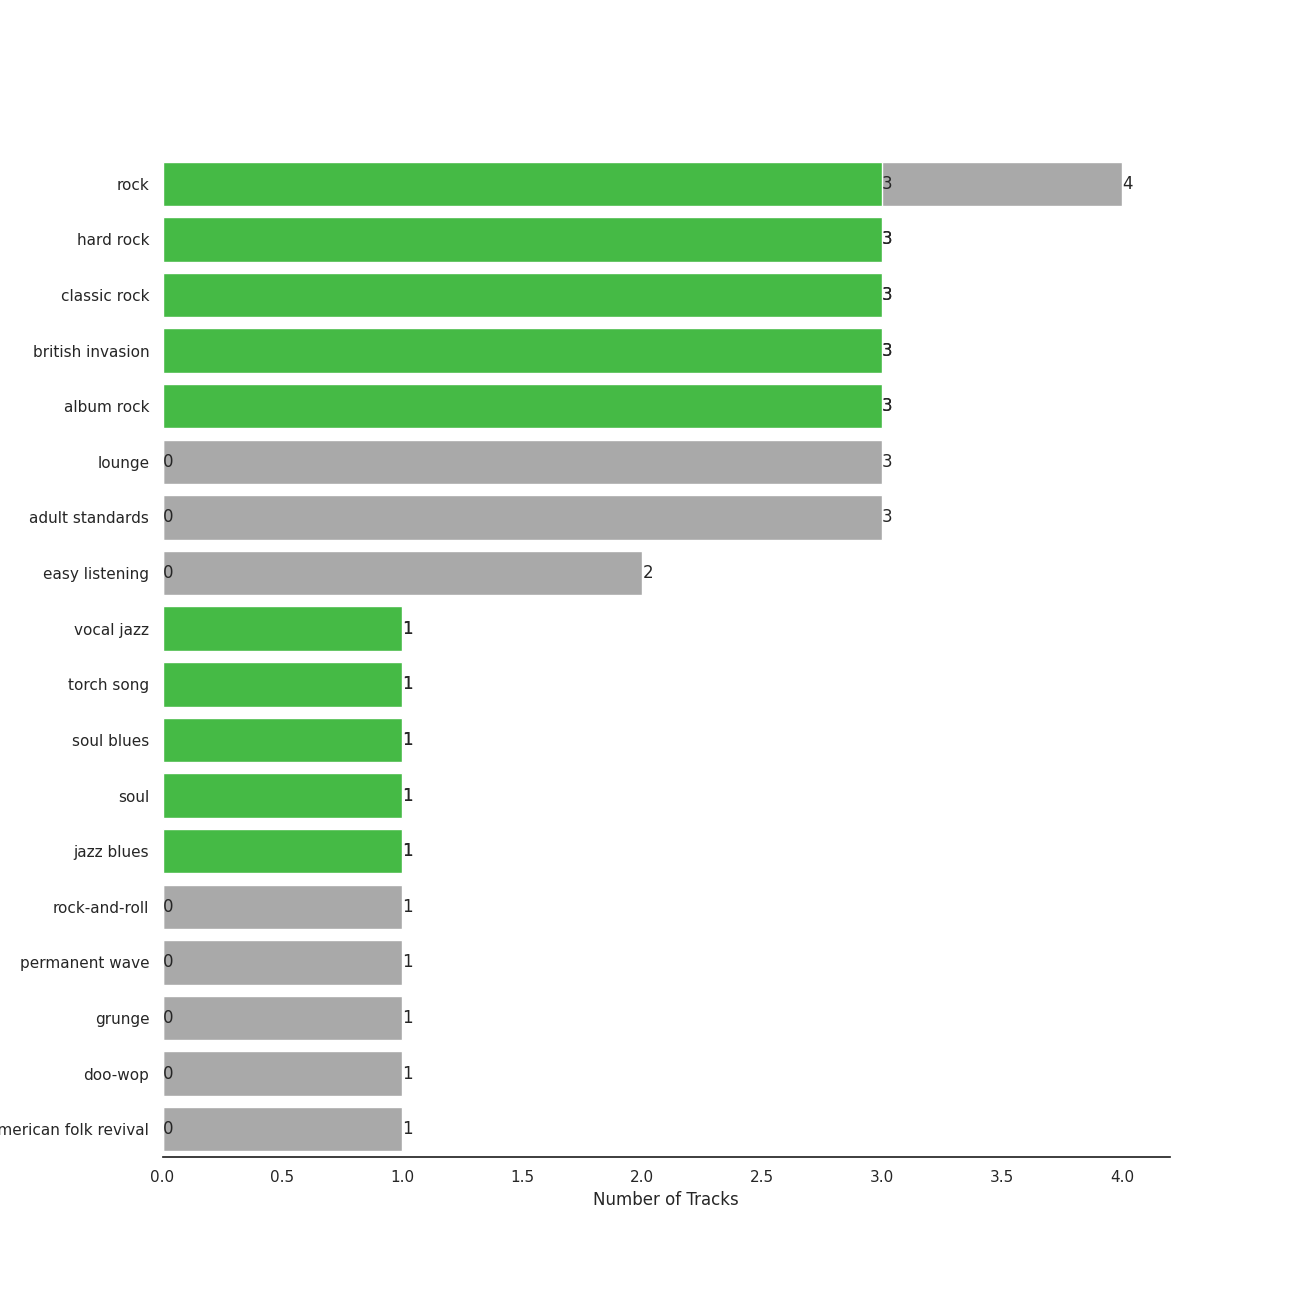 rock 3 4
hard rock 3
classic rock 3
british invasion 3
album rock 3
lounge 0 3
adult standards 0 3
easy listening 0 2
vocal jazz 1
torch song 1
soul blues 1
soul 1
jazz blues 1
rock-and-roll 0 1
permanent wave 0 1
grunge 0 1
doo-wop 0 1
merican folk revival 0 1
0.0 0.5 1.0 1.5 2.0 2.5 3.0 3.5 4.0
Number of Tracks